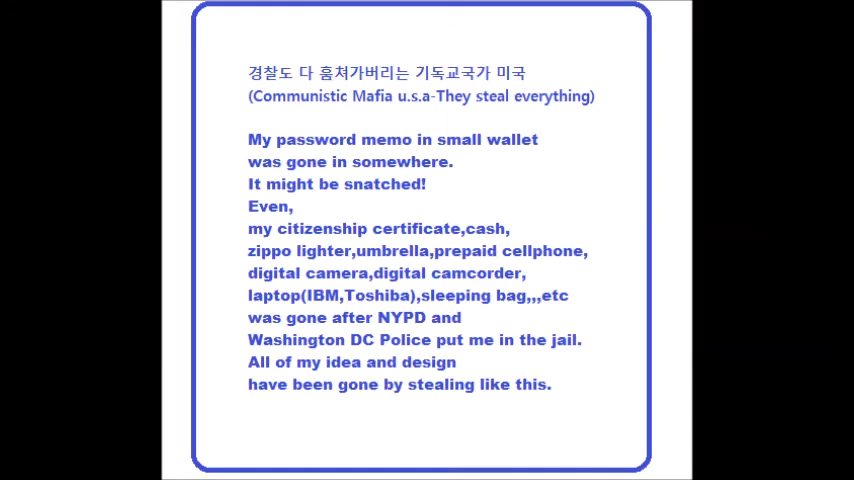 경찰도 다 훔쳐가버리는 기독교국가 미국
(Communistic Mafia u.s.a-They steal everything)
My password memo in small wallet
was gone in somewhere.
It might be snatched!
Even,
my citizenship certificate,cash,
zippo lighter,umbrella,prepaid cellphone,
digital camera,digital camcorder,
laptop(IBM,Toshiba),sleeping bag,,,etc
was gone after NYPD and
Washington DC Police put me in the jail.
All of my idea and design
have been gone by stealing like this.